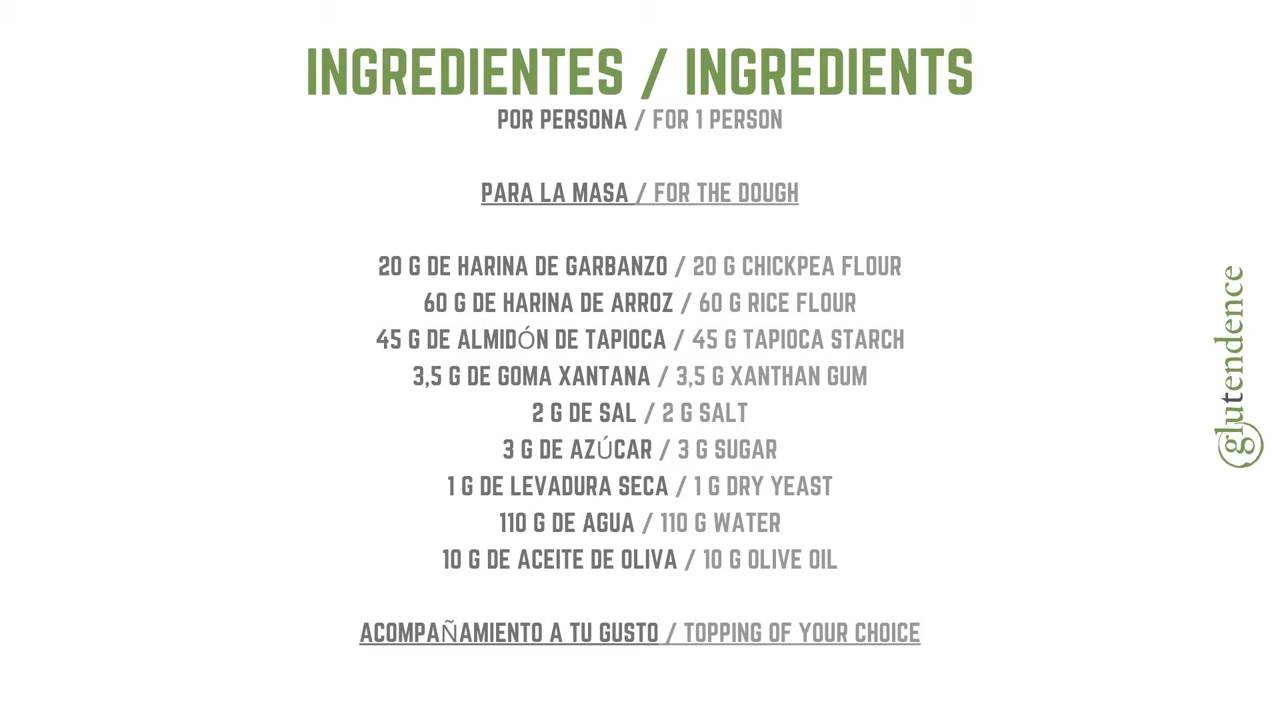 INGREDIENTES / INGREDIENTS
POR PERSONA / FOR 1 PERSON
PARA LA MASA / FOR THE DOUGH
20 G DE HARINA DE GARBANZO / 20 G CHICKPEA FLOUR
60 G DE HARINA DE ARROZ / 60 G RICE FLOUR
45 G DE ALMIDÓN DE TAPIOCA / 45 G TAPIOCA STARCH
3,5 G DE GOMA XANTANA / 3,5 G XANTHAN GUM
2 G DE SAL / 2 G SALT
3 G DE AZÚCAR / 3 G SUGAR
1 G DE LEVADURA SECA / 1 G DRY YEAST
110 G DE AGUA / 110 G WATER
10 G DE ACEITE DE OLIVA / 10 G OLIVE OIL
ACOMPAÑAMIENTO A TU GUSTO / TOPPING OF YOUR CHOICE
glutendence